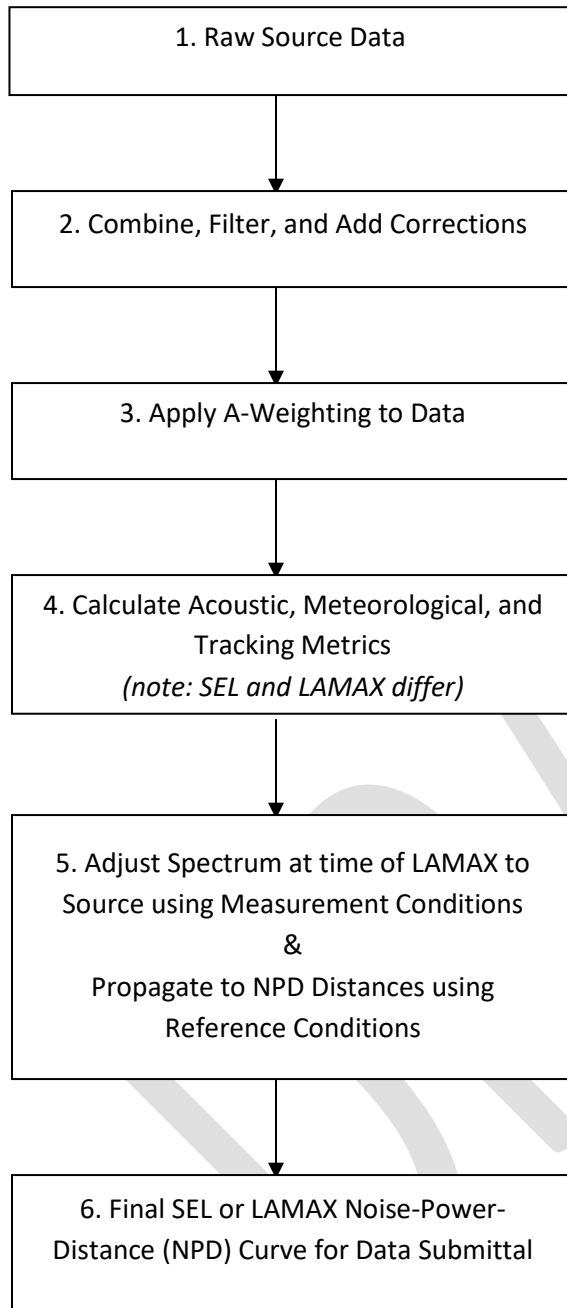 1. Raw Source Data
2. Combine, Filter, and Add Corrections
3. Apply A-Weighting to Data
4. Calculate Acoustic, Meteorological, and
Tracking Metrics
(note: SEL and LAMAX differ)
5. Adjust Spectrum at time of LAMAX to
Source using Measurement Conditions
&
Propagate to NPD Distances using
Reference Conditions
6. Final SEL or LAMAX Noise-Power-
Distance (NPD) Curve for Data Submittal